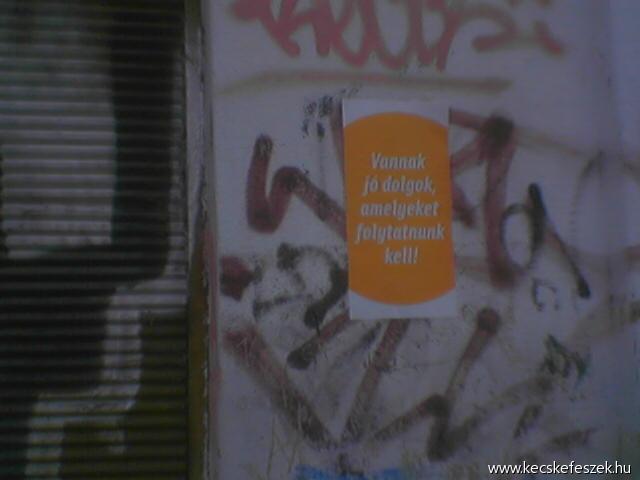 Vannak
jó dolgok,
amelyeket
folytatnunk
kell!
www.kecskefeszek.hu